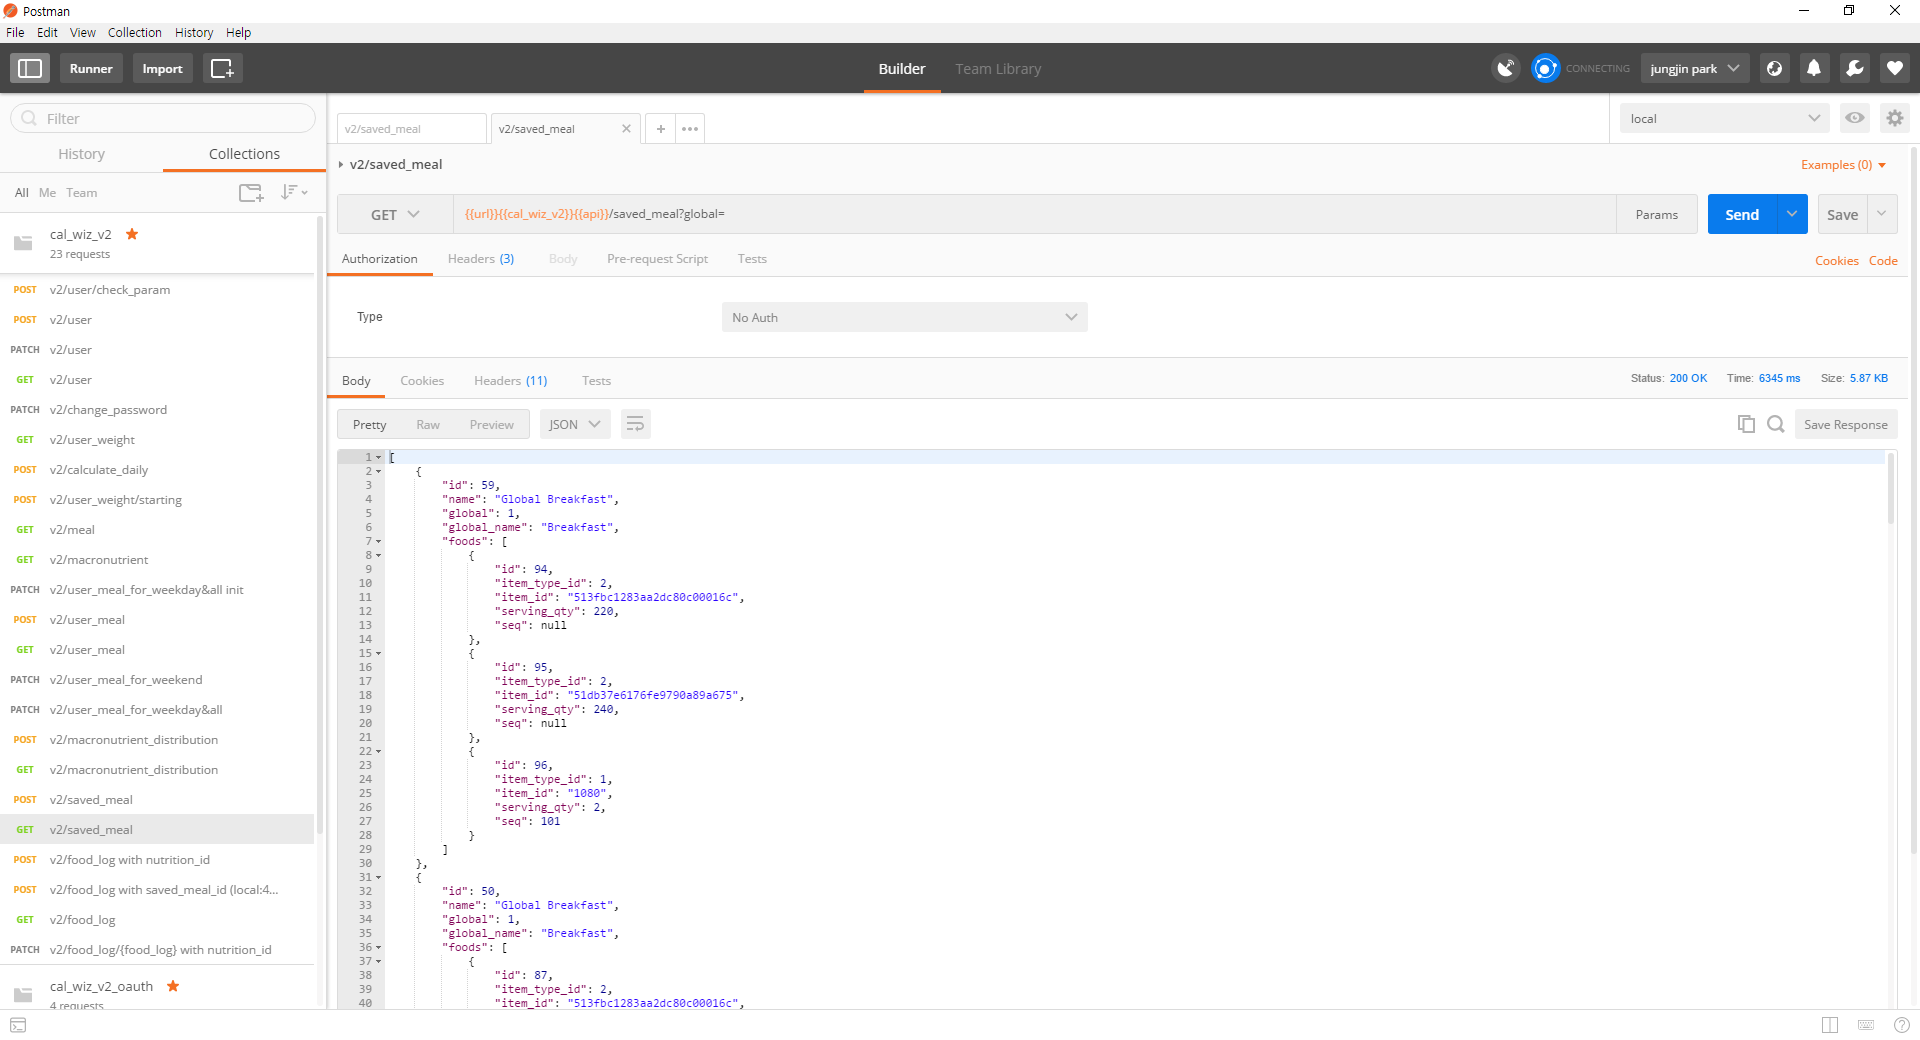 Postman
File Edit View Collection History Help
Runner Import Builder Team Library CONNECTING jungjin park
Filter
History Collections
All Me Team
cal_wiz_v2
23 requests
POST v2/user/check_param
POST v2/user
PATCH v2/user
GET v2/user
PATCH v2/change_password
GET v2/user_weight
POST v2/calculate_daily
POST v2/user_weight/starting
GET v2/meal
GET v2/macronutrient
PATCH v2/user_meal_for_weekday&all init
POST v2/user_meal
GET v2/user_meal
PATCH v2/user_meal_for_weekend
PATCH v2/user_meal_for_weekday&all
POST v2/macronutrient_distribution
GET v2/macronutrient_distribution
POST v2/saved_meal
GET v2/saved_meal
POST v2/food_log with nutrition_id
POST v2/food_log with saved_meal_id (local:4...
GET v2/food_log
PATCH v2/food_log/{food_log} with nutrition_id
cal_wiz_v2_oauth
4 requests
v2/saved_meal v2/saved_meal local
v2/saved_meal Examples (0)
GET {{url}}{{cal_wiz_v2}}{{api}}/saved_meal?global= Params Send Save
Authorization Headers (3) Body Pre-request Script Tests Cookies Code
Type No Auth
Body Cookies Headers (11) Tests Status: 200 OK Time: 6345 ms Size: 5.87 KB
Pretty Raw Preview JSON Save Response
1 [
2 {
3 "id": 59,
4 "name": "Global Breakfast",
5 "global": 1,
6 "global_name": "Breakfast",
7 "foods": [
8 {
9 "id": 94,
10 "item_type_id": 2,
11 "item_id": "513fbc1283aa2dc80c00016c",
12 "serving_qty": 220,
13 "seq": null
14 },
15 {
16 "id": 95,
17 "item_type_id": 2,
18 "item_id": "51db37e6176fe9790a89a675",
19 "serving_qty": 240,
20 "seq": null
21 },
22 {
23 "id": 96,
24 "item_type_id": 1,
25 "item_id": "1080",
26 "serving_qty": 2,
27 "seq": 101
28 }
29 ]
30 },
31 {
32 "id": 50,
33 "name": "Global Breakfast",
34 "global": 1,
35 "global_name": "Breakfast",
36 "foods": [
37 {
38 "id": 87,
39 "item_type_id": 2,
40 "item_id": "513fbc1283aa2dc80c00016c",